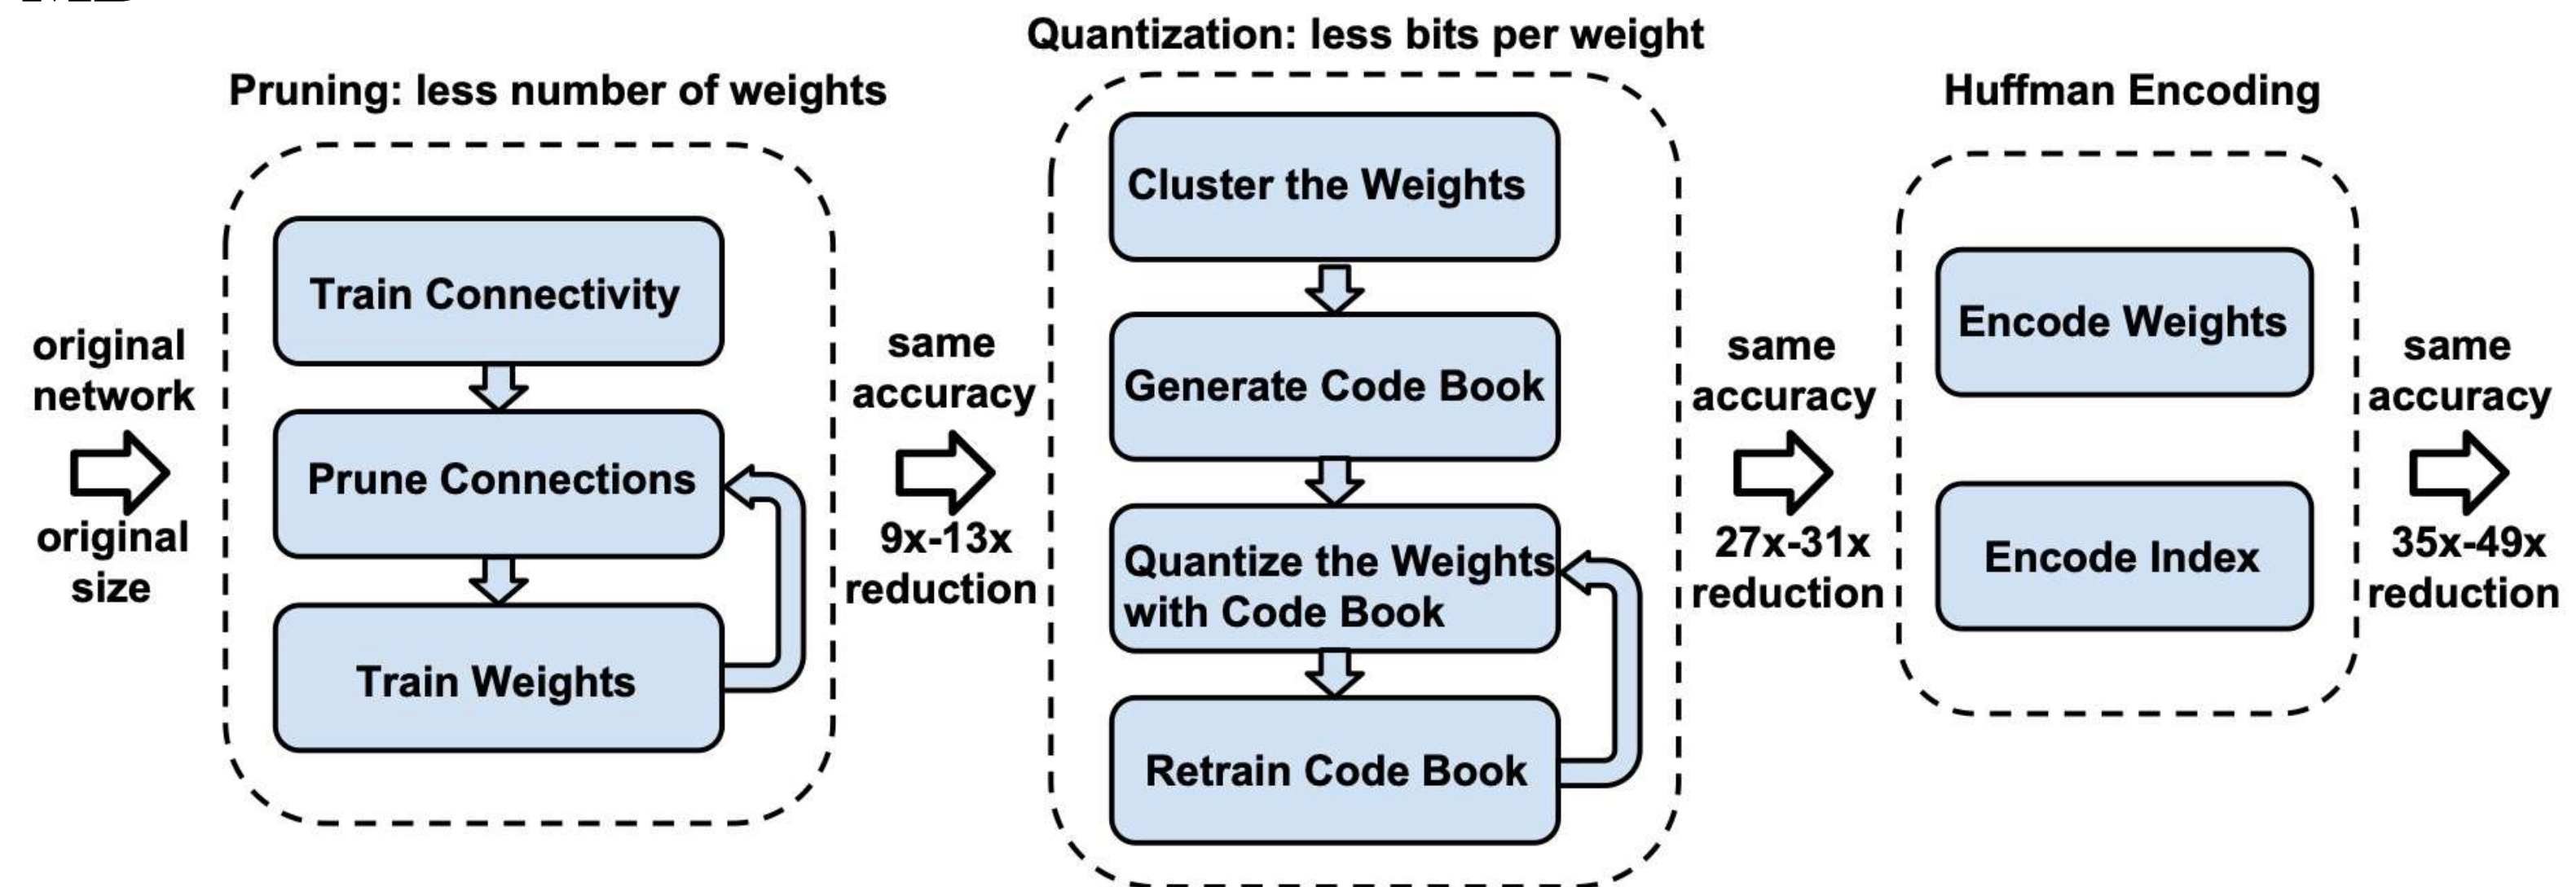 Pruning: less number of weights
Quantization: less bits per weight
Huffman Encoding
original
network
original
size
Train Connectivity
Prune Connections
Train Weights
same
accuracy
9x-13x
reduction
Cluster the Weights
Generate Code Book
Quantize the Weights
with Code Book
Retrain Code Book
same
accuracy
27x-31x
reduction
Encode Weights
Encode Index
same
accuracy
35x-49x
reduction